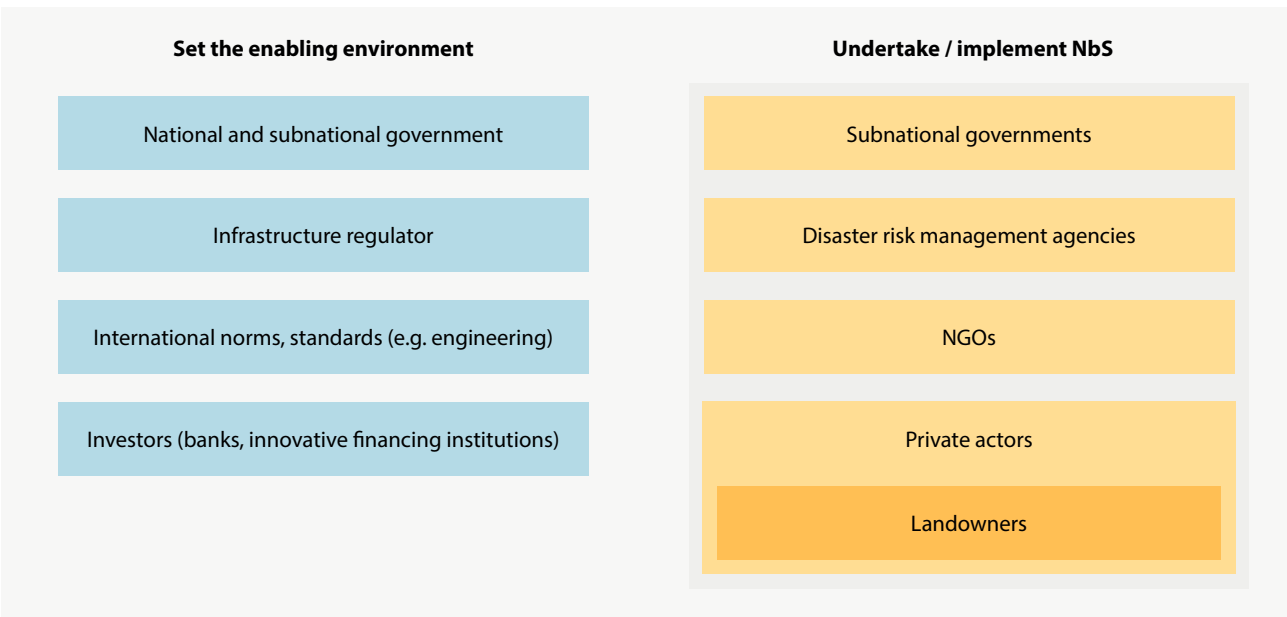 Set the enabling environment
National and subnational government
Infrastructure regulator
International norms, standards (e.g. engineering)
Investors (banks, innovative financing institutions)
Undertake / implement NbS
Subnational governments
Disaster risk management agencies
NGOs
Private actors
Landowners